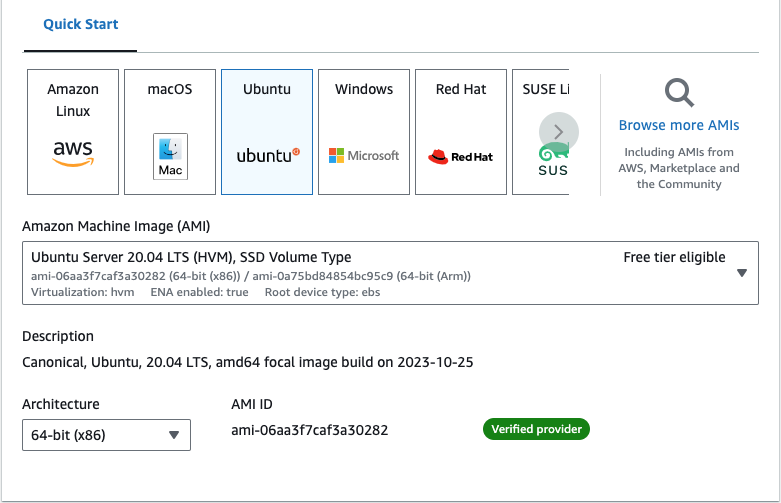 Quick Start
Amazon Linux
aws
macOS
Mac
Ubuntu
ubuntu
Windows
Microsoft
Red Hat
Red Hat
SUSE Li
SUS
Browse more AMIs
Including AMIs from
AWS, Marketplace and
the Community
Amazon Machine Image (AMI)
Ubuntu Server 20.04 LTS (HVM), SSD Volume Type
Free tier eligible
ami-06aa3f7caf3a30282 (64-bit (x86)) / ami-0a75bd84854bc95c9 (64-bit (Arm))
Virtualization: hvm ENA enabled: true Root device type: ebs
Description
Canonical, Ubuntu, 20.04 LTS, amd64 focal image build on 2023-10-25
Architecture
AMI ID
64-bit (x86)
ami-06aa3f7caf3a30282
Verified provider